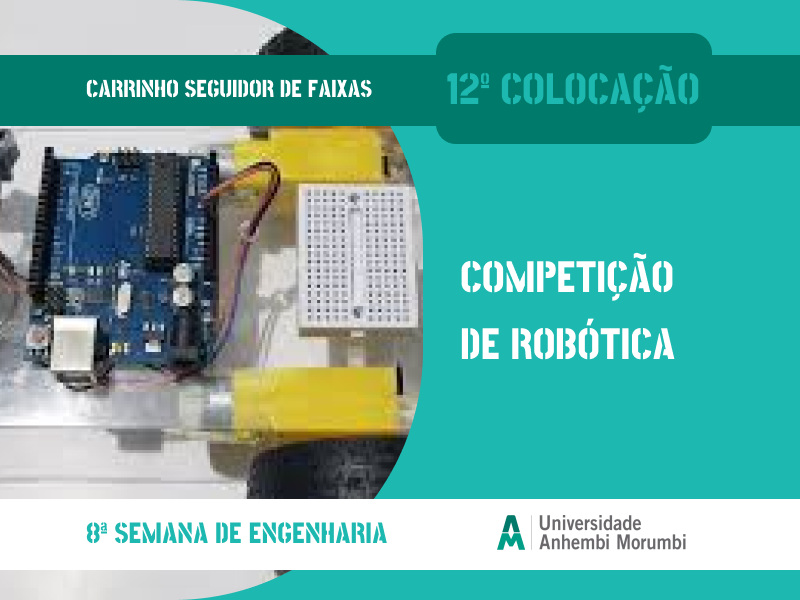 CARRINHO SEGUIDOR DE FAIXAS
12º COLOCAÇÃO
COMPETIÇÃO
DE ROBÓTICA
8ª SEMANA DE ENGENHARIA
Universidade
Anhembi Morumbi